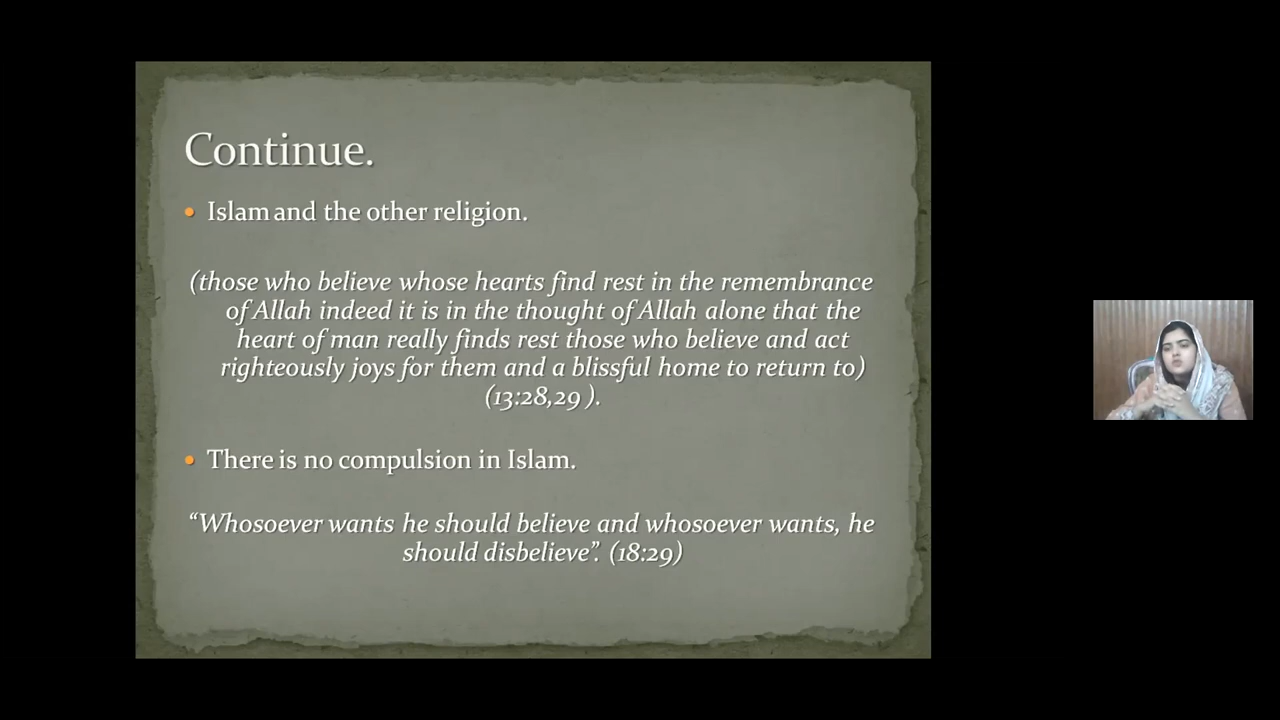 Continue.
• Islam and the other religion.
(those who believe whose hearts find rest in the remembrance
of Allah indeed it is in the thought of Allah alone that the
heart of man really finds rest those who believe and act
righteously joys for them and a blissful home to return to)
(13:28,29 ).
• There is no compulsion in Islam.
“Whosoever wants he should believe and whosoever wants, he
should disbelieve”. (18:29)